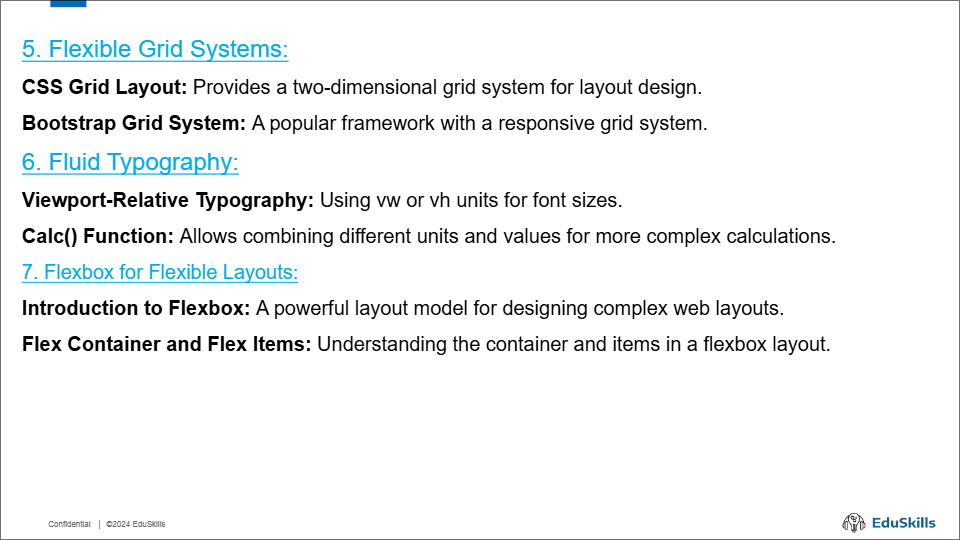 5. Flexible Grid Systems:
CSS Grid Layout: Provides a two-dimensional grid system for layout design.
Bootstrap Grid System: A popular framework with a responsive grid system.
6. Fluid Typography:
Viewport-Relative Typography: Using vw or vh units for font sizes.
Calc() Function: Allows combining different units and values for more complex calculations.
7. Flexbox for Flexible Layouts:
Introduction to Flexbox: A powerful layout model for designing complex web layouts.
Flex Container and Flex Items: Understanding the container and items in a flexbox layout.
Confidential | ©2024 EduSkills
EduSkills